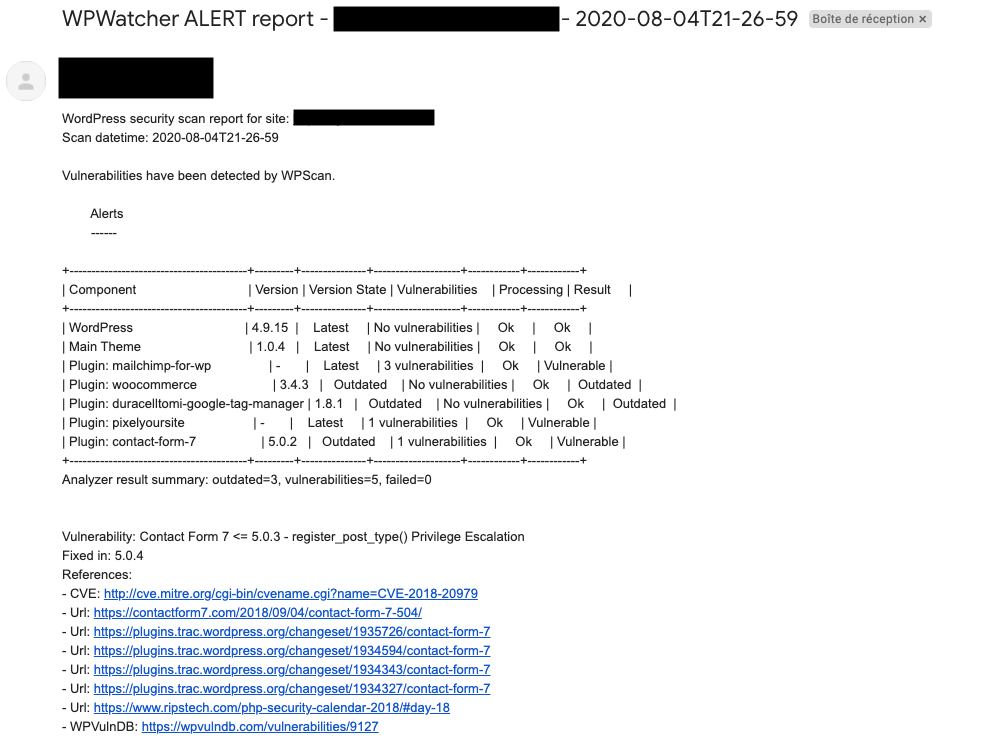 WPWatcher ALERT report - - 2020-08-04T21-26-59 Boîte de réception ×
WordPress security scan report for site:
Scan datetime: 2020-08-04T21-26-59
Vulnerabilities have been detected by WPScan.
Alerts
------
+-----------------------------------------+---------+---------------+--------------------+------------+------------+
| Component | Version | Version State | Vulnerabilities | Processing | Result |
+-----------------------------------------+---------+---------------+--------------------+------------+------------+
| WordPress | 4.9.15 | Latest | No vulnerabilities | Ok | Ok |
| Main Theme | 1.0.4 | Latest | No vulnerabilities | Ok | Ok |
| Plugin: mailchimp-for-wp | - | Latest | 3 vulnerabilities | Ok | Vulnerable |
| Plugin: woocommerce | 3.4.3 | Outdated | No vulnerabilities | Ok | Outdated |
| Plugin: duracelltomi-google-tag-manager | 1.8.1 | Outdated | No vulnerabilities | Ok | Outdated |
| Plugin: pixelyoursite | - | Latest | 1 vulnerabilities | Ok | Vulnerable |
| Plugin: contact-form-7 | 5.0.2 | Outdated | 1 vulnerabilities | Ok | Vulnerable |
+-----------------------------------------+---------+---------------+--------------------+------------+------------+
Analyzer result summary: outdated=3, vulnerabilities=5, failed=0
Vulnerability: Contact Form 7 <= 5.0.3 - register_post_type() Privilege Escalation
Fixed in: 5.0.4
References:
- CVE: http://cve.mitre.org/cgi-bin/cvename.cgi?name=CVE-2018-20979
- Url: https://contactform7.com/2018/09/04/contact-form-7-504/
- Url: https://plugins.trac.wordpress.org/changeset/1935726/contact-form-7
- Url: https://plugins.trac.wordpress.org/changeset/1934594/contact-form-7
- Url: https://plugins.trac.wordpress.org/changeset/1934343/contact-form-7
- Url: https://plugins.trac.wordpress.org/changeset/1934327/contact-form-7
- Url: https://www.ripstech.com/php-security-calendar-2018/#day-18
- WPVulnDB: https://wpvulndb.com/vulnerabilities/9127